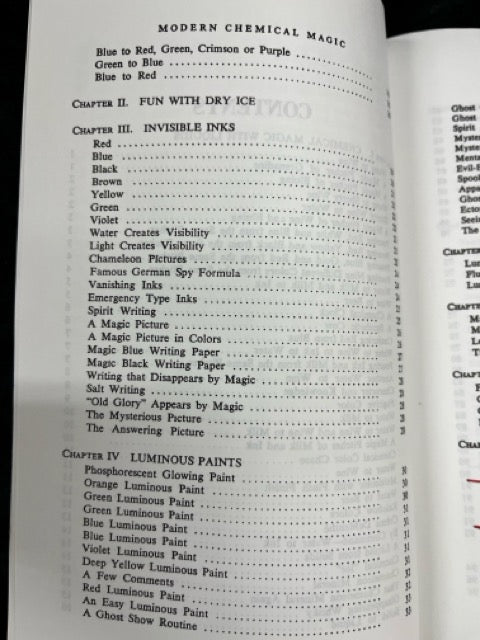 MODERN CHEMICAL MAGIC
Blue to Red, Green, Crimson or Purple
Green to Blue
Blue to Red
CHAPTER II. FUN WITH DRY ICE
CHAPTER III. INVISIBLE INKS
Red
Blue
Black
Brown
Yellow
Green
Violet
Water Creates Visibility
Light Creates Visibility
Chameleon Pictures
Famous German Spy Formula
Vanishing Inks
Emergency Type Inks
Spirit Writing
A Magic Picture
A Magic Picture in Colors
Magic Blue Writing Paper
Magic Black Writing Paper
Writing that Disappears by Magic
Salt Writing
"Old Glory" Appears by Magic
The Mysterious Picture
The Answering Picture
CHAPTER IV LUMINOUS PAINTS
Phosphorescent Glowing Paint
Orange Luminous Paint
Green Luminous Paint
Green Luminous Paint
Blue Luminous Paint
Blue Luminous Paint
Violet Luminous Paint
Deep Yellow Luminous Paint
A Few Comments
Red Luminous Paint
An Easy Luminous Paint
A Ghost Show Routine
Ghost
Ghost
Spirit
The